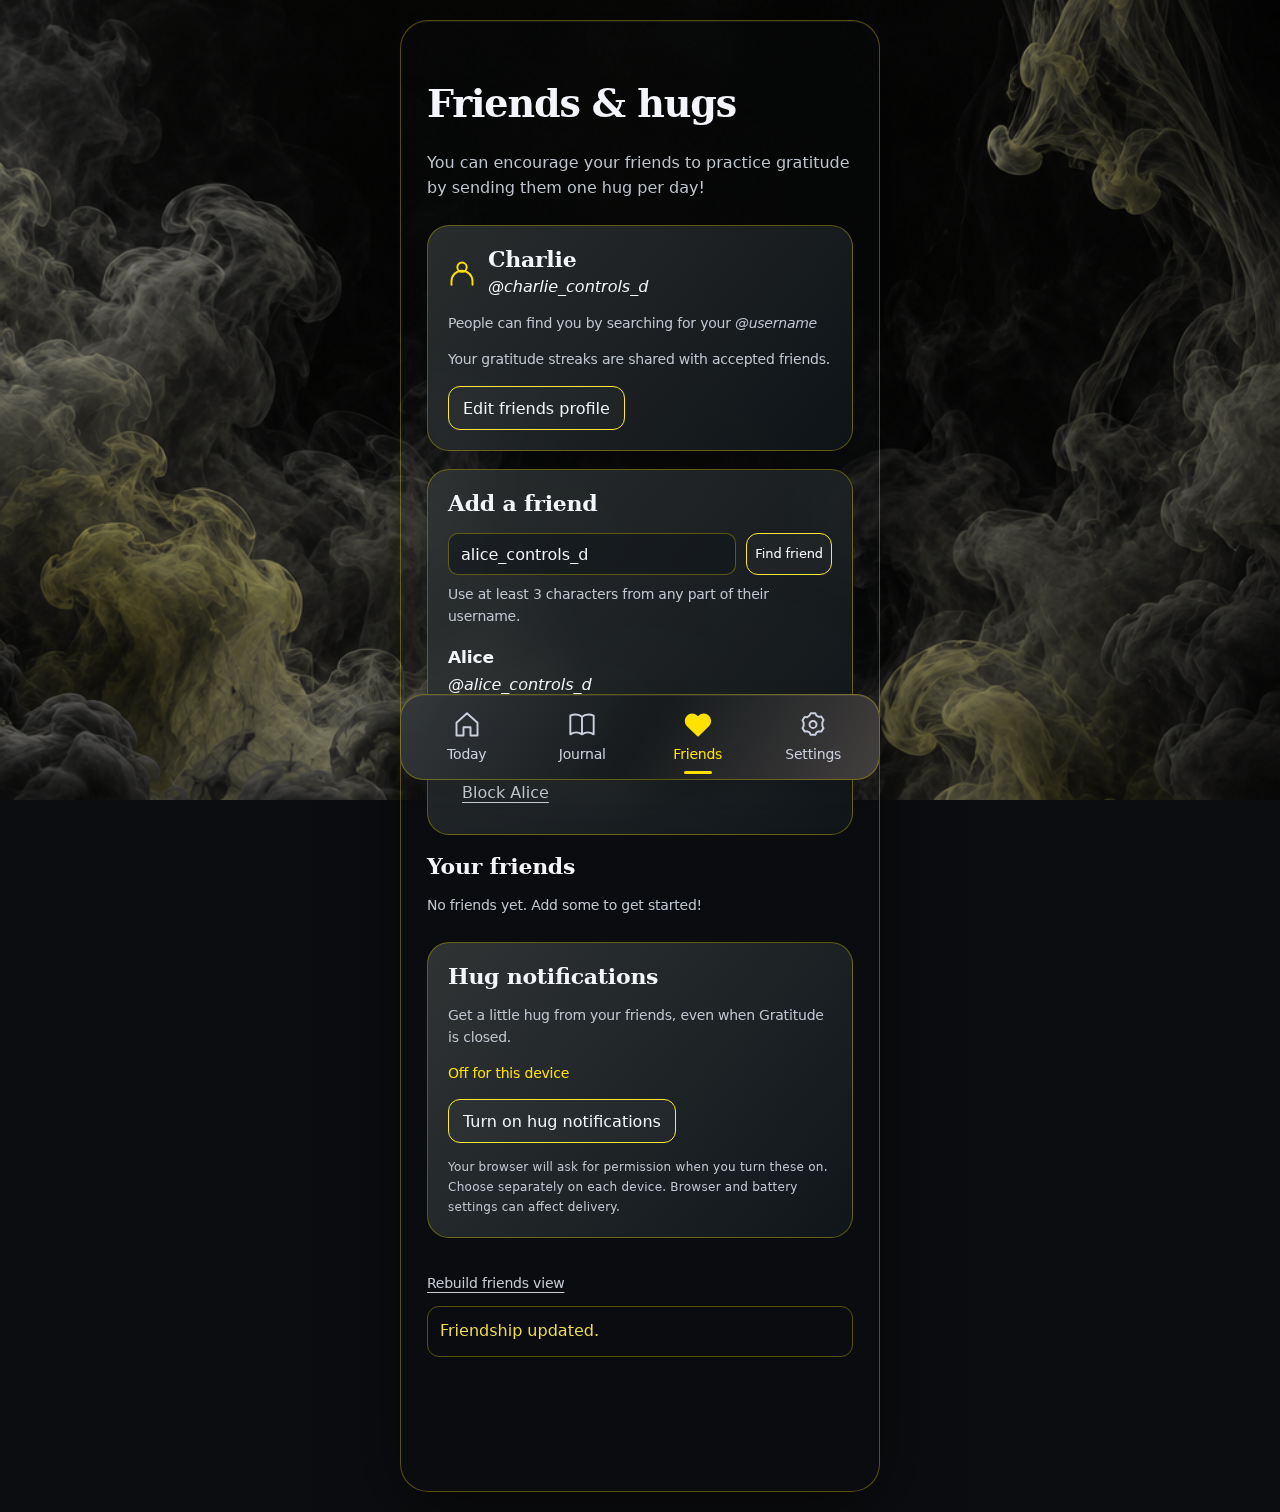 Friends & hugs
You can encourage your friends to practice gratitude
by sending them one hug per day!
Charlie
@charlie_controls_d
People can find you by searching for your @username
Your gratitude streaks are shared with accepted friends.
Edit friends profile
Add a friend
alice_controls_d
Find friend
Use at least 3 characters from any part of their
username.
Alice
@alice_controls_d
Today
Journal
Friends
Settings
Block Alice
Your friends
No friends yet. Add some to get started!
Hug notifications
Get a little hug from your friends, even when Gratitude
is closed.
Off for this device
Turn on hug notifications
Your browser will ask for permission when you turn these on.
Choose separately on each device. Browser and battery
settings can affect delivery.
Rebuild friends view
Friendship updated.